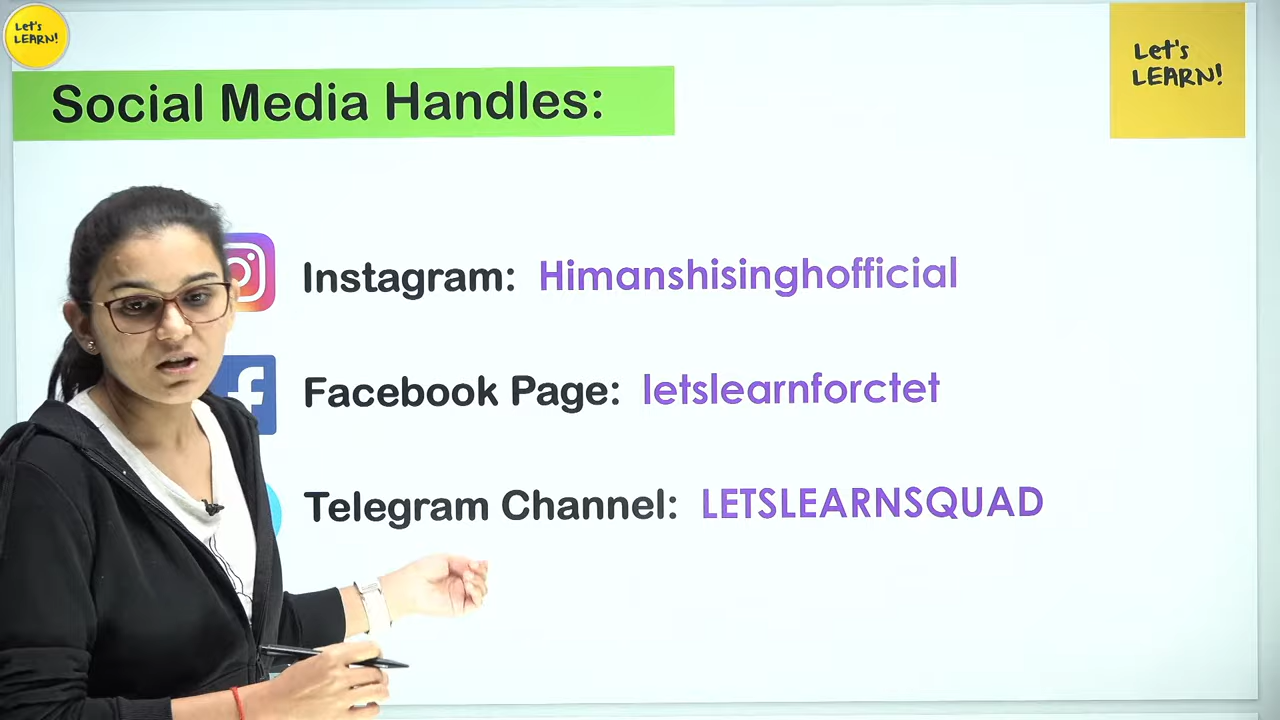 Let's
LEARN!
Let's
LEARN!
Social Media Handles:
Instagram: Himanshisinghofficial
Facebook Page: letslearnforctet
Telegram Channel: LETSLEARNSQUAD